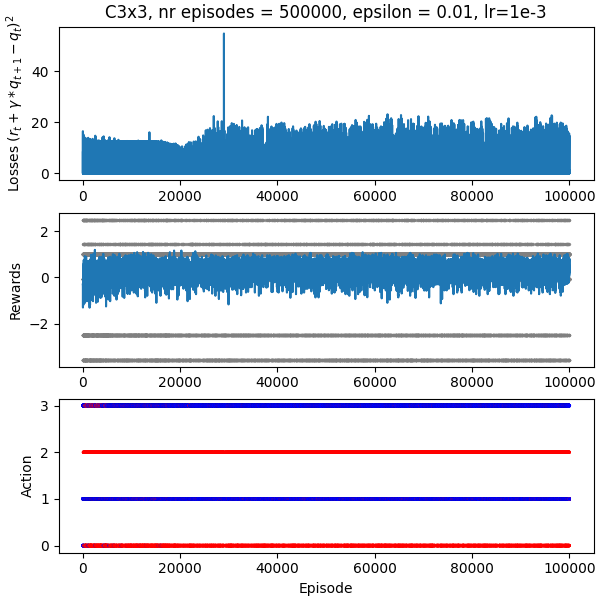 C3x3, nr episodes = 500000, epsilon = 0.01, lr=1e-3
Losses $(r_t + \gamma * q_{t+1} - q_t)^2$
40
20
0
0 20000 40000 60000 80000 100000
Rewards
2
0
−2
0 20000 40000 60000 80000 100000
Action
3
2
1
0
0 20000 40000 60000 80000 100000
Episode